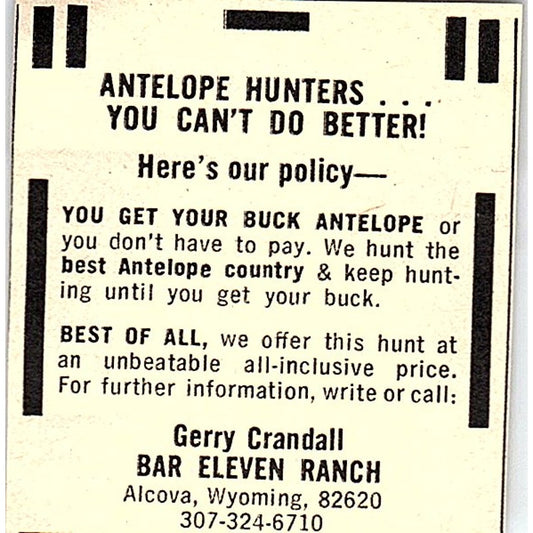 ANTELOPE HUNTERS . . .
YOU CAN'T DO BETTER!
Here's our policy—
YOU GET YOUR BUCK ANTELOPE or
you don't have to pay. We hunt the
best Antelope country & keep hunt-
ing until you get your buck.
BEST OF ALL, we offer this hunt at
an unbeatable all-inclusive price.
For further information, write or call:
Gerry Crandall
BAR ELEVEN RANCH
Alcova, Wyoming, 82620
307-324-6710